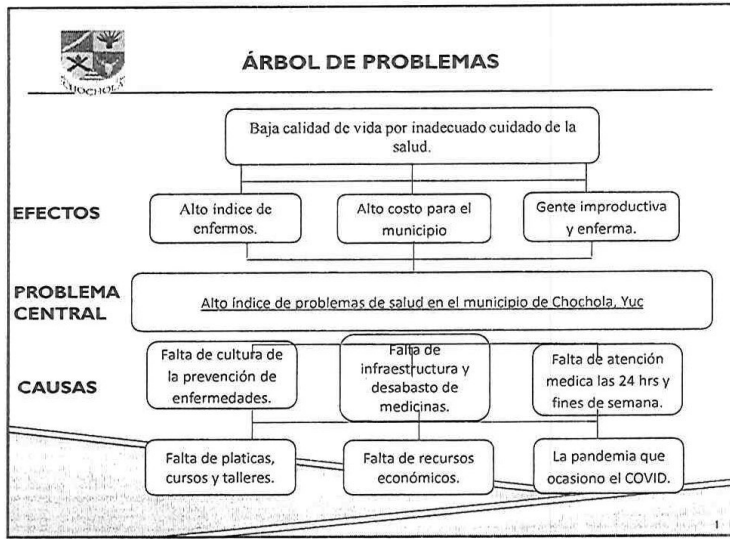 CHOCHOLÁ
ÁRBOL DE PROBLEMAS
Baja calidad de vida por inadecuado cuidado de la
salud.
EFECTOS
Alto índice de
enfermos.
Alto costo para el
municipio
Gente improductiva
y enferma.
PROBLEMA
CENTRAL
Alto índice de problemas de salud en el municipio de Chochola, Yuc
CAUSAS
Falta de cultura de
la prevención de
enfermedades.
Falta de
infraestructura y
desabasto de
medicinas.
Falta de atención
medica las 24 hrs y
fines de semana.
Falta de platicas,
cursos y talleres.
Falta de recursos
económicos.
La pandemia que
ocasiono el COVID.
1